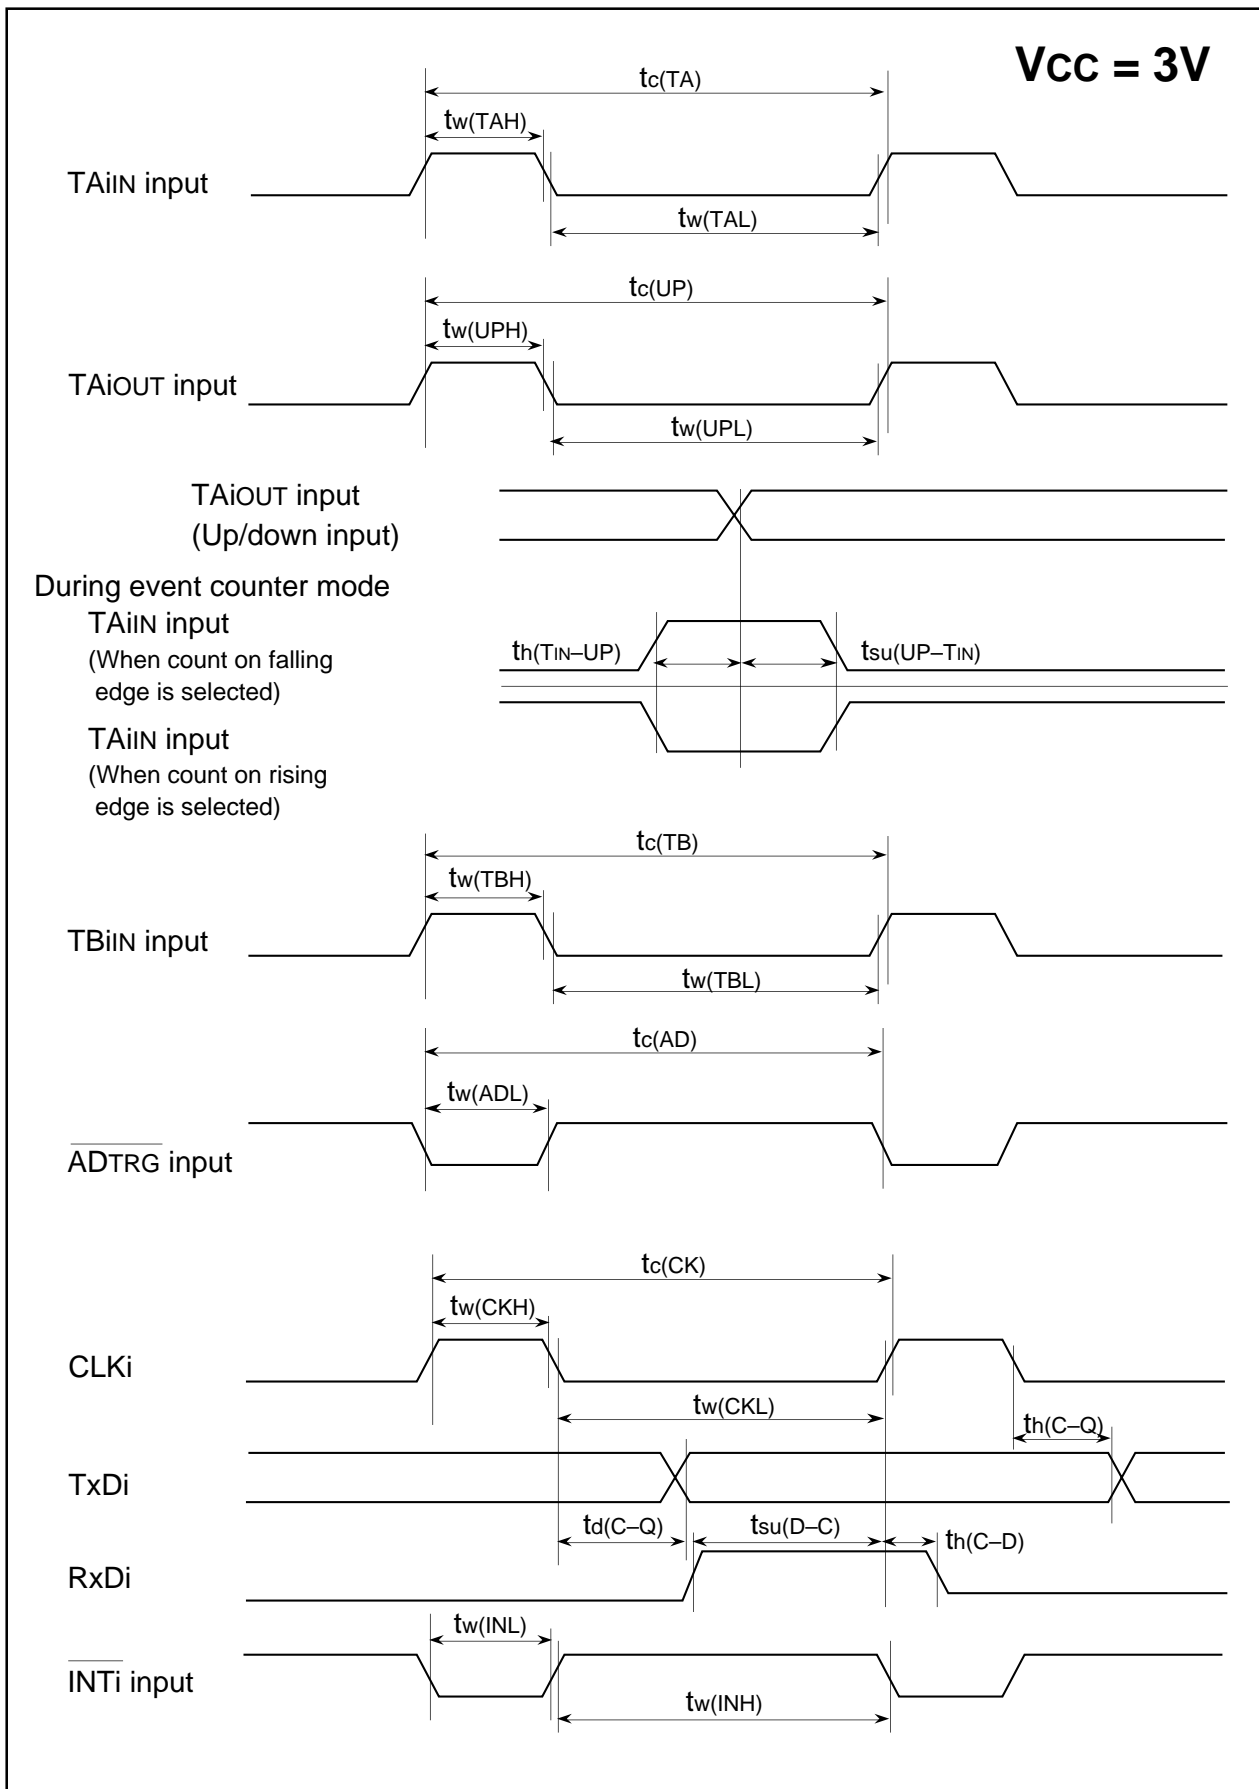 VCC = 3V
tc(TA)
tw(TAH)
TAiIN input
tw(TAL)
tc(UP)
tw(UPH)
TAiOUT input
tw(UPL)
TAiOUT input
(Up/down input)
During event counter mode
TAiIN input
(When count on falling
edge is selected)
th(TIN–UP)
tsu(UP–TIN)
TAiIN input
(When count on rising
edge is selected)
tc(TB)
tw(TBH)
TBiIN input
tw(TBL)
tc(AD)
tw(ADL)
ADTRG input
tc(CK)
tw(CKH)
CLKi
tw(CKL)
th(C–Q)
TxDi
td(C–Q)
tsu(D–C)
th(C–D)
RxDi
tw(INL)
INTi input
tw(INH)